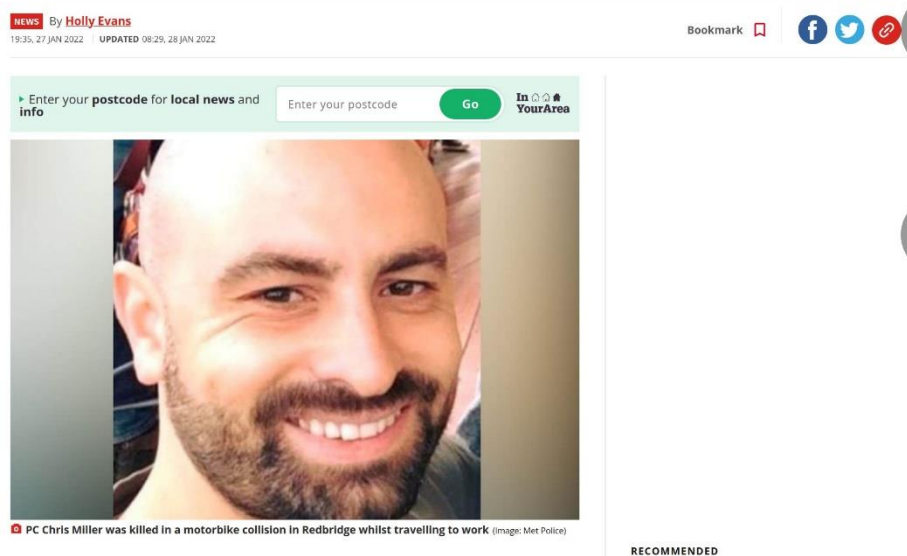 NEWS By Holly Evans
19:35, 27 JAN 2022 UPDATED 08:29, 28 JAN 2022
Bookmark
Enter your postcode for local news and
info
Enter your postcode
Go
In
YourArea
PC Chris Miller was killed in a motorbike collision in Redbridge whilst travelling to work (Image: Met Police)
RECOMMENDED